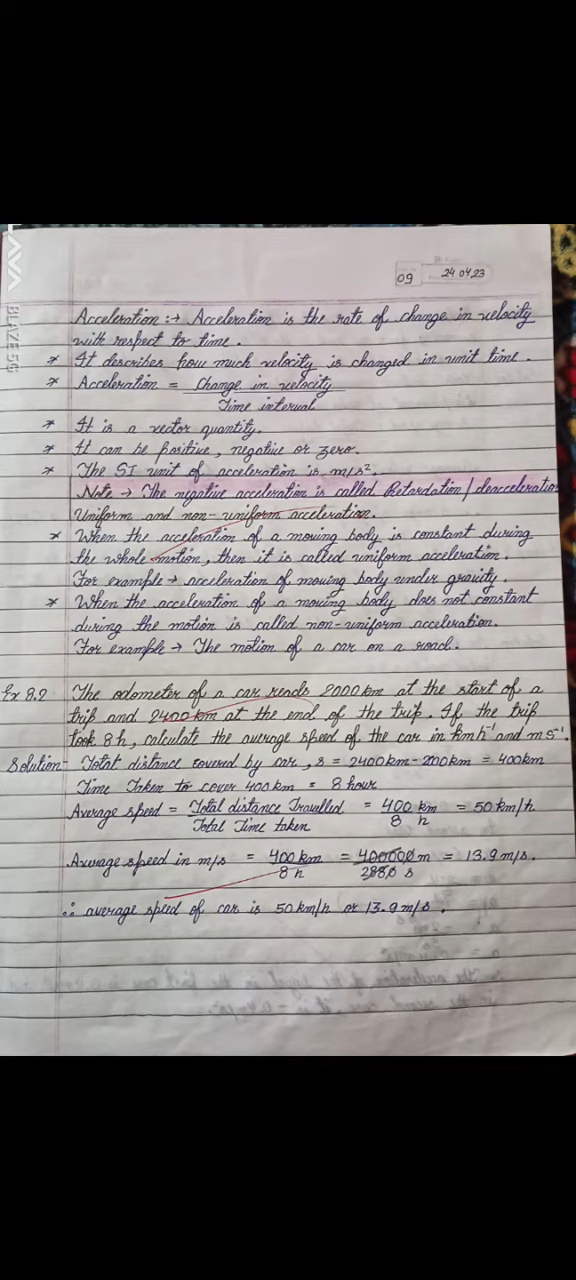 09 24.04.23
Acceleration :→ Acceleration is the rate of change in velocity
with respect to time.
* It describes how much velocity is changed in unit time.
* Acceleration = Change in velocity
Time interval
* It is a vector quantity.
* It can be positive, negative or zero.
* The SI unit of acceleration is m/s².
Note → The negative acceleration is called Retardation/deacceleration
Uniform and non-uniform acceleration.
* When the acceleration of a moving body is constant during
the whole motion, then it is called uniform acceleration.
For example → acceleration of moving body under gravity.
* When the acceleration of a moving body does not constant
during the motion is called non-uniform acceleration.
For example → The motion of a car on a road.
Ex 8.2 The odometer of a car reads 2000 km at the start of a
trip and 2400 km at the end of the trip. If the trip
took 8 h, calculate the average speed of the car in kmh⁻¹ and ms⁻¹.
Solution- Total distance covered by car, s = 2400km - 200km = 400km
Time Taken to cover 400km = 8 hour
Average speed = Total distance Travelled = 400 km = 50 km/h
Total Time taken 8 h
Average speed in m/s = 400 km = 400000 m = 13.9 m/s.
8 h s
∴ average speed of car is 50 km/h or 13.9 m/s.
BLAZE 5G